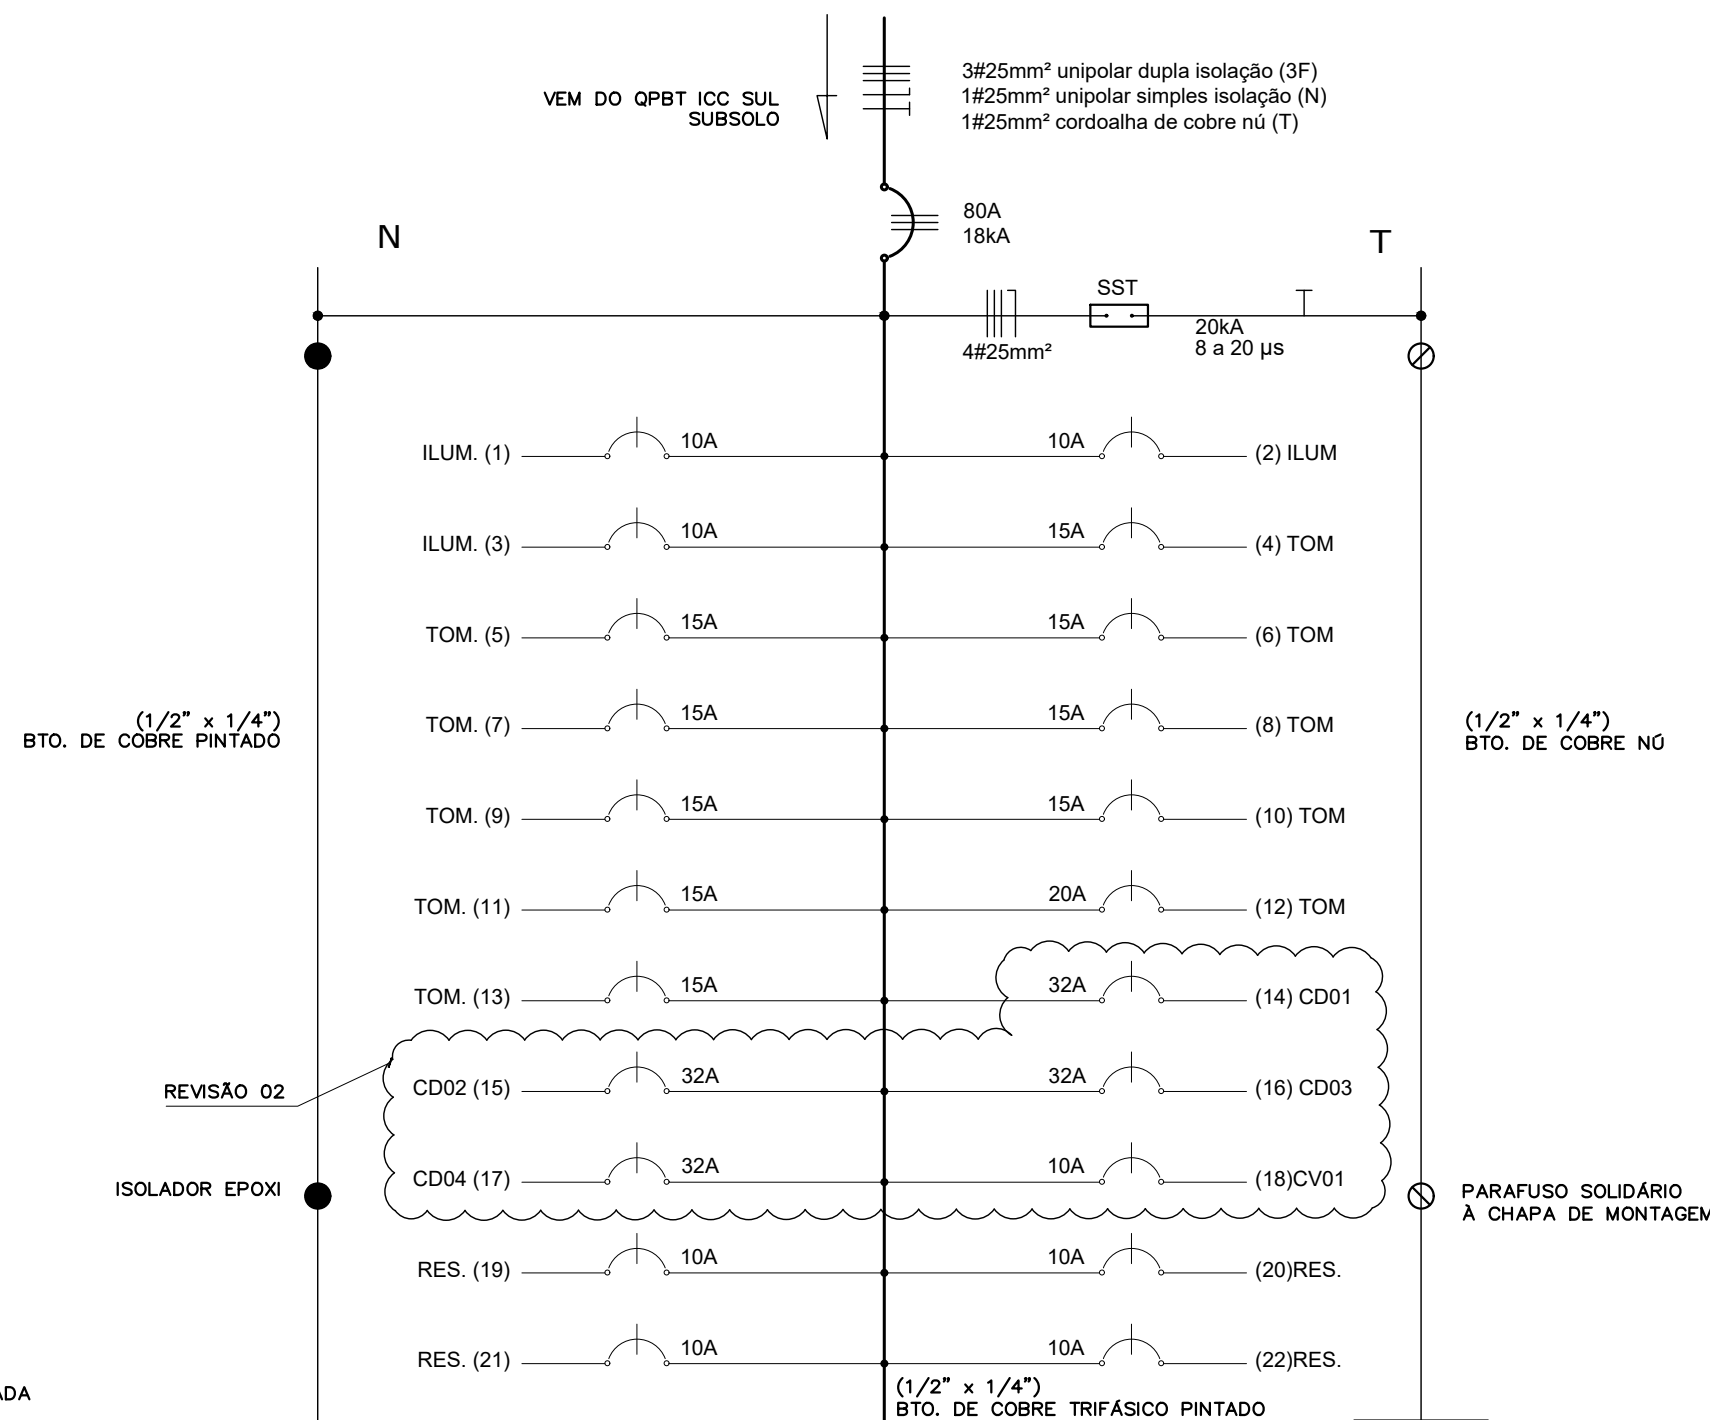 VEM DO QPBT ICC SUL
SUBSOLO
3#25mm² unipolar dupla isolação (3F)
1#25mm² unipolar simples isolação (N)
1#25mm² cordoalha de cobre nú (T)
80A
18kA
N
T
SST
4#25mm²
20kA
8 a 20 µs
ILUM. (1) 10A 10A (2) ILUM
ILUM. (3) 10A 15A (4) TOM
TOM. (5) 15A 15A (6) TOM
TOM. (7) 15A 15A (8) TOM
(1/2" x 1/4")
BTO. DE COBRE PINTADO
(1/2" x 1/4")
BTO. DE COBRE NÚ
TOM. (9) 15A 15A (10) TOM
TOM. (11) 15A 20A (12) TOM
TOM. (13) 15A 32A (14) CD01
REVISÃO 02
CD02 (15) 32A 32A (16) CD03
CD04 (17) 32A 10A (18)CV01
ISOLADOR EPOXI
PARAFUSO SOLIDÁRIO
À CHAPA DE MONTAGEM
RES. (19) 10A 10A (20)RES.
RES. (21) 10A 10A (22)RES.
(1/2" x 1/4")
BTO. DE COBRE TRIFÁSICO PINTADO